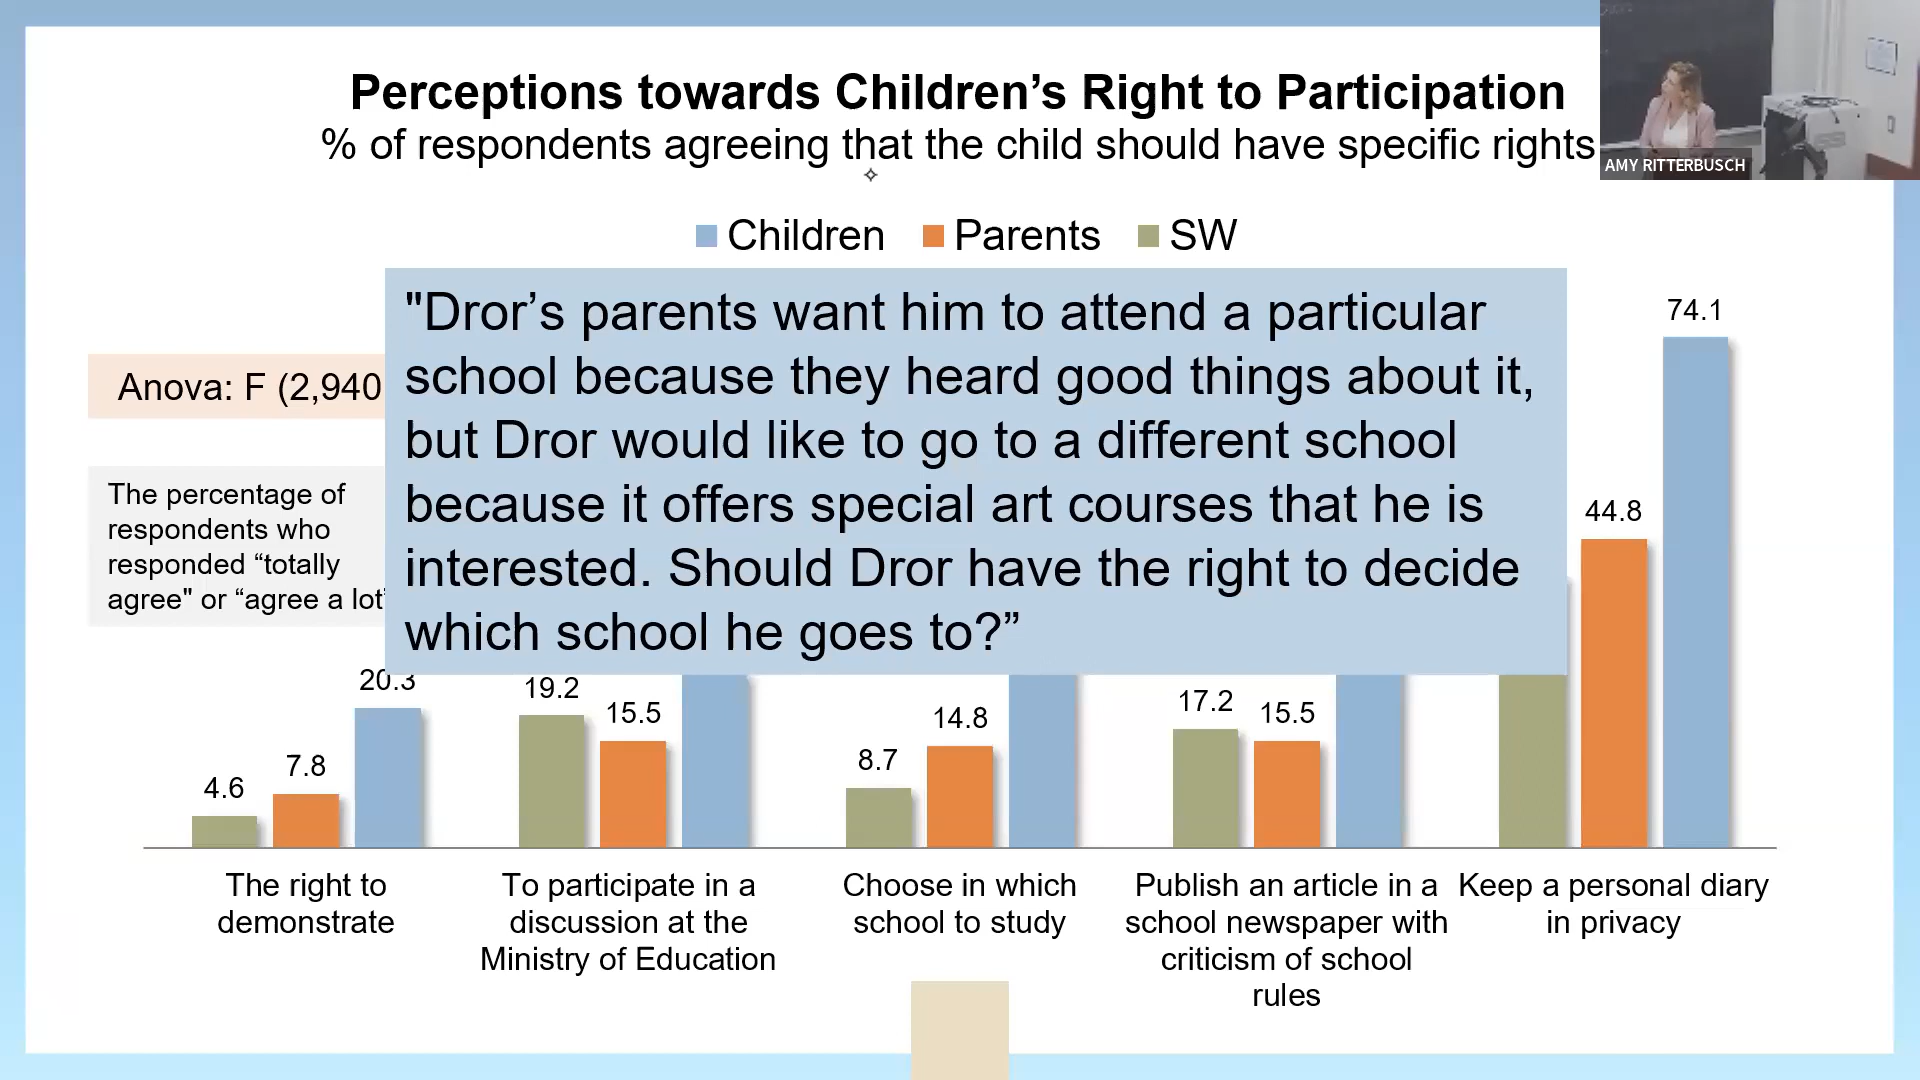 Perceptions towards Children’s Right to Participation
% of respondents agreeing that the child should have specific rights
AMY RITTERBUSCH
Children Parents SW
"Dror’s parents want him to attend a particular
school because they heard good things about it,
but Dror would like to go to a different school
because it offers special art courses that he is
interested. Should Dror have the right to decide
which school he goes to?”
Anova: F (2,940
The percentage of
respondents who
responded “totally
agree" or “agree a lot”
4.6
7.8
20.3
19.2
15.5
8.7
14.8
17.2
15.5
44.8
74.1
The right to
demonstrate
To participate in a
discussion at the
Ministry of Education
Choose in which
school to study
Publish an article in a
school newspaper with
criticism of school
rules
Keep a personal diary
in privacy